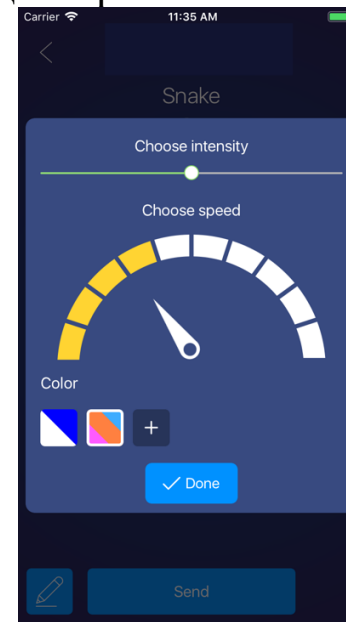 Carrier
11:35 AM
Snake
Choose intensity
Choose speed
Color
+
Done
Send